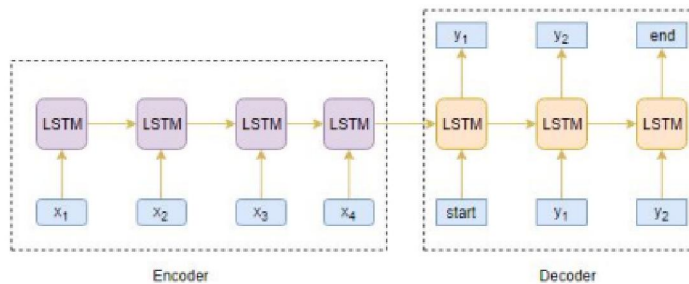 y1 y2 end
LSTM LSTM LSTM LSTM LSTM LSTM LSTM
x1 x2 x3 x4 start y1 y2
Encoder Decoder